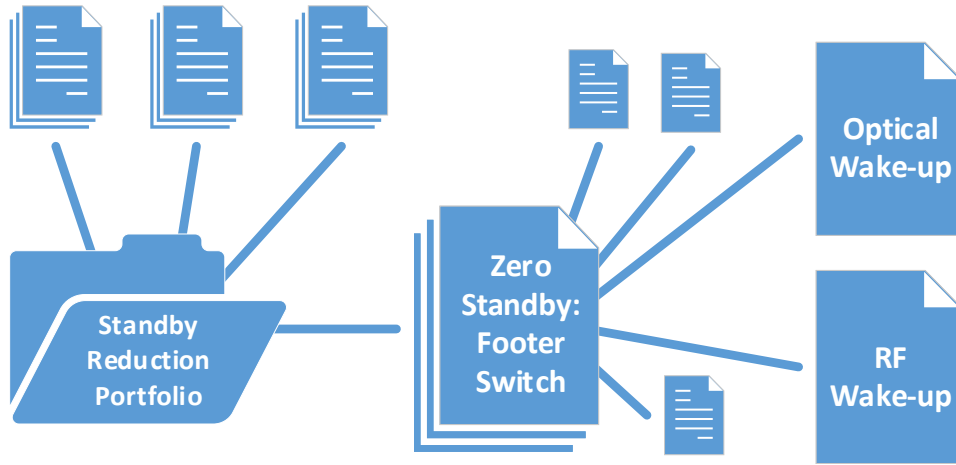 Standby
Reduction
Portfolio
Zero
Standby:
Footer
Switch
Optical
Wake-up
RF
Wake-up